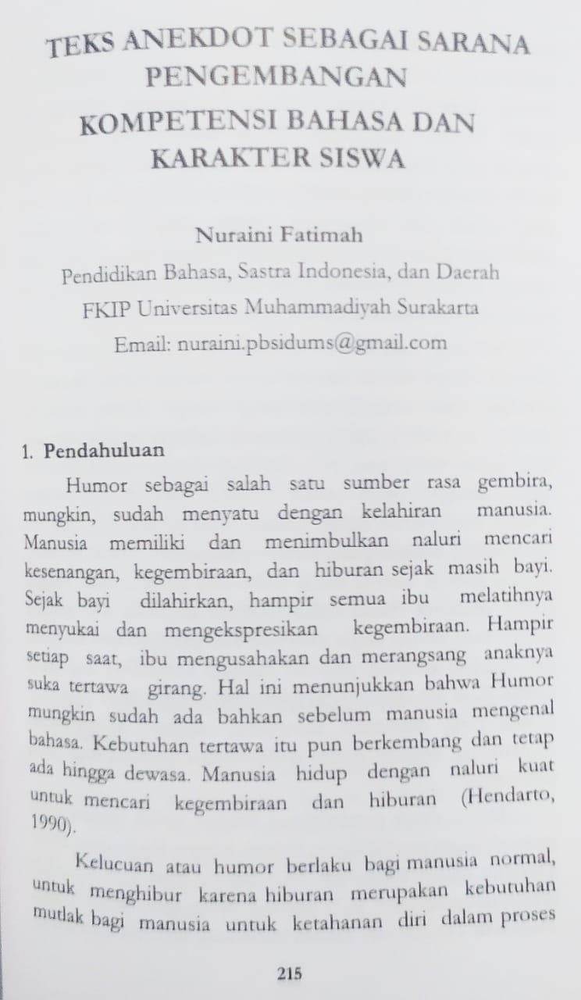 TEKS ANEKDOT SEBAGAI SARANA
PENGEMBANGAN
KOMPETENSI BAHASA DAN
KARAKTER SISWA
Nuraini Fatimah
Pendidikan Bahasa, Sastra Indonesia, dan Daerah
FKIP Universitas Muhammadiyah Surakarta
Email: nuraini.pbsidums@gmail.com
1. Pendahuluan
Humor sebagai salah satu sumber rasa gembira,
mungkin, sudah menyatu dengan kelahiran manusia.
Manusia memiliki dan menimbulkan naluri mencari
kesenangan, kegembiraan, dan hiburan sejak masih bayi.
Sejak bayi dilahirkan, hampir semua ibu melatihnya
menyukai dan mengekspresikan kegembiraan. Hampir
setiap saat, ibu mengusahakan dan merangsang anaknya
suka tertawa girang. Hal ini menunjukkan bahwa Humor
mungkin sudah ada bahkan sebelum manusia mengenal
bahasa. Kebutuhan tertawa itu pun berkembang dan tetap
ada hingga dewasa. Manusia hidup dengan naluri kuat
untuk mencari kegembiraan dan hiburan (Hendarto,
1990).
Kelucuan atau humor berlaku bagi manusia normal,
untuk menghibur karena hiburan merupakan kebutuhan
mutlak bagi manusia untuk ketahanan diri dalam proses
215